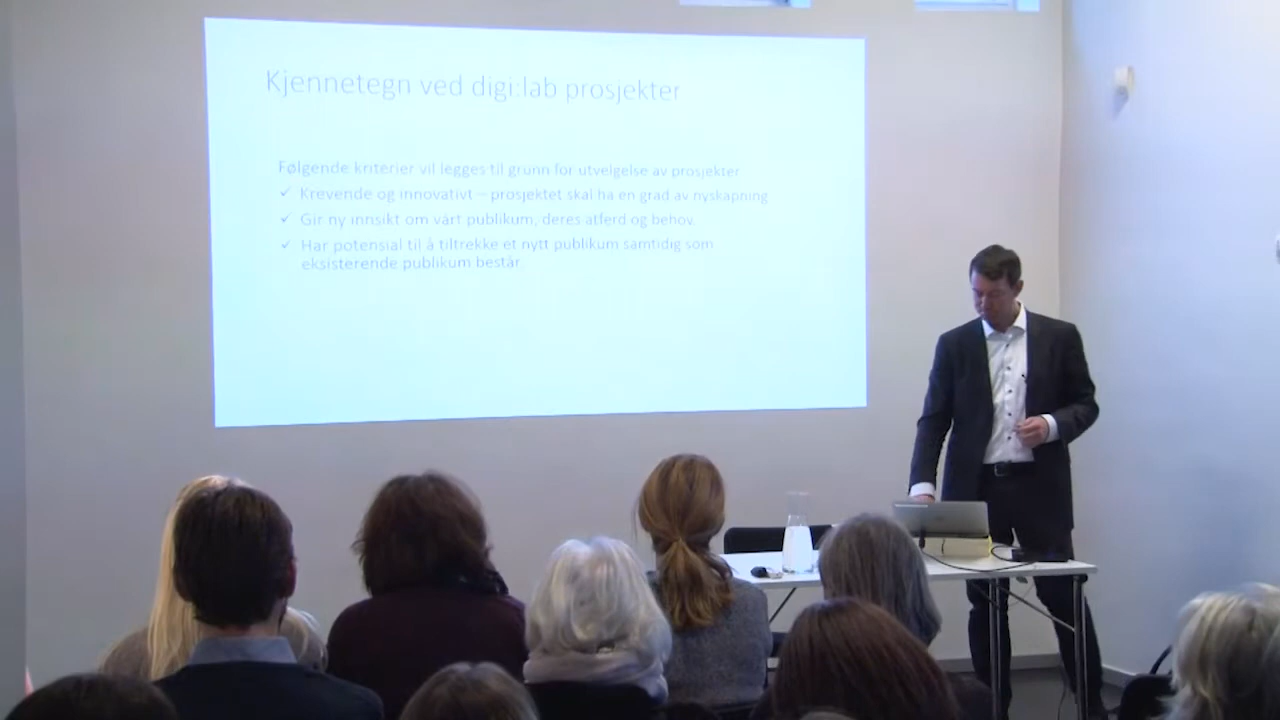 Kjennetegn ved digi:lab prosjekter
Følgende kriterier vil legges til grunn for utvelgelse av prosjekter
✓ Krevende og innovativt – prosjektet skal ha en grad av nyskapning
✓ Gir ny innsikt om vårt publikum, deres atferd og behov.
✓ Har potensial til å tiltrekke et nytt publikum samtidig som
eksisterende publikum består.